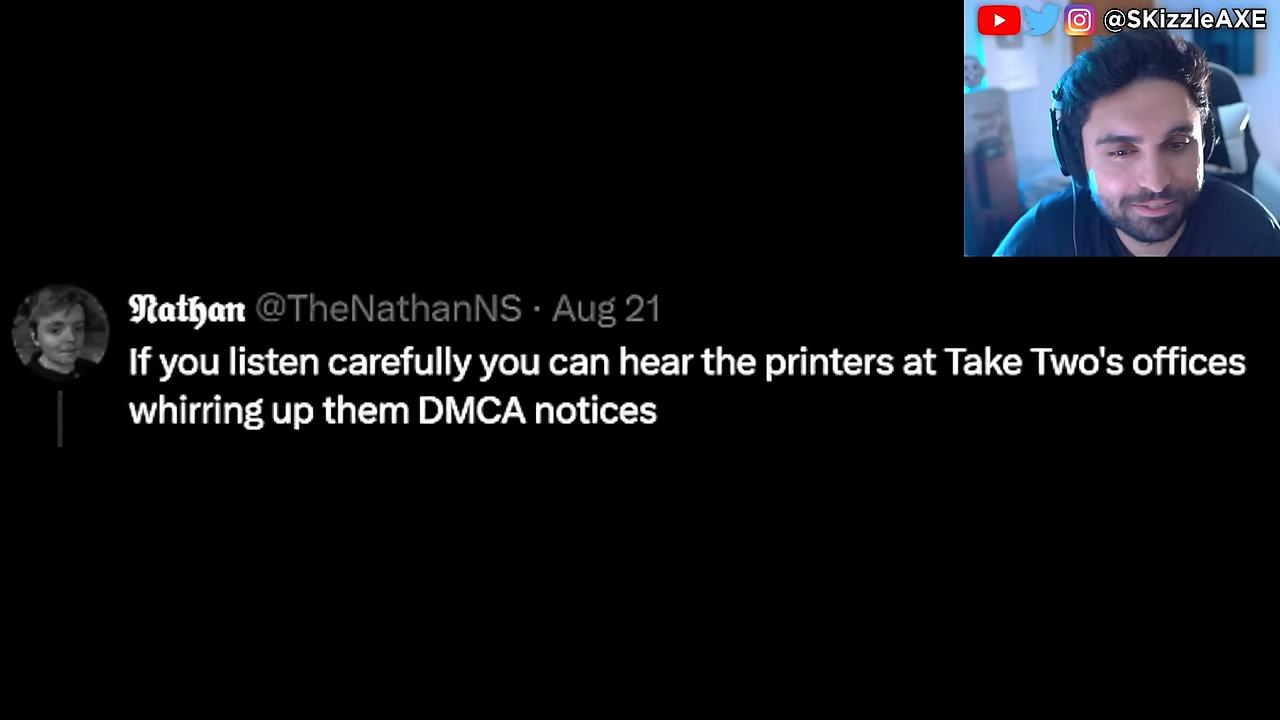 @SKizzleAXE
Nathan @TheNathanNS · Aug 21
If you listen carefully you can hear the printers at Take Two's offices
whirring up them DMCA notices